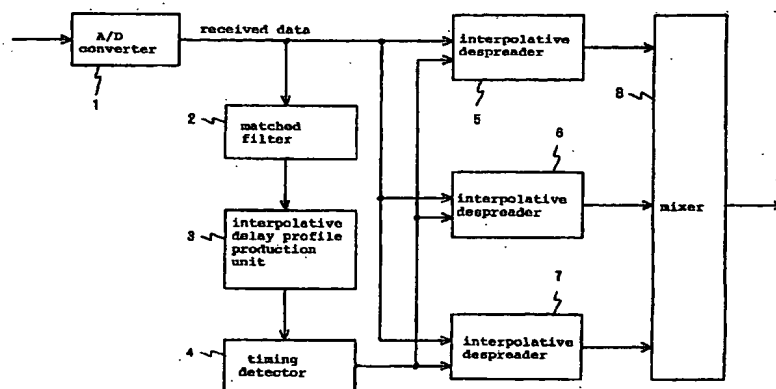 A/D
converter
1
received data
interpolative
despreader
5
8
2
matched
filter
6
interpolative
despreader
mixer
3
interpolative
delay profile
production
unit
7
4
timing
detector
interpolative
despreader